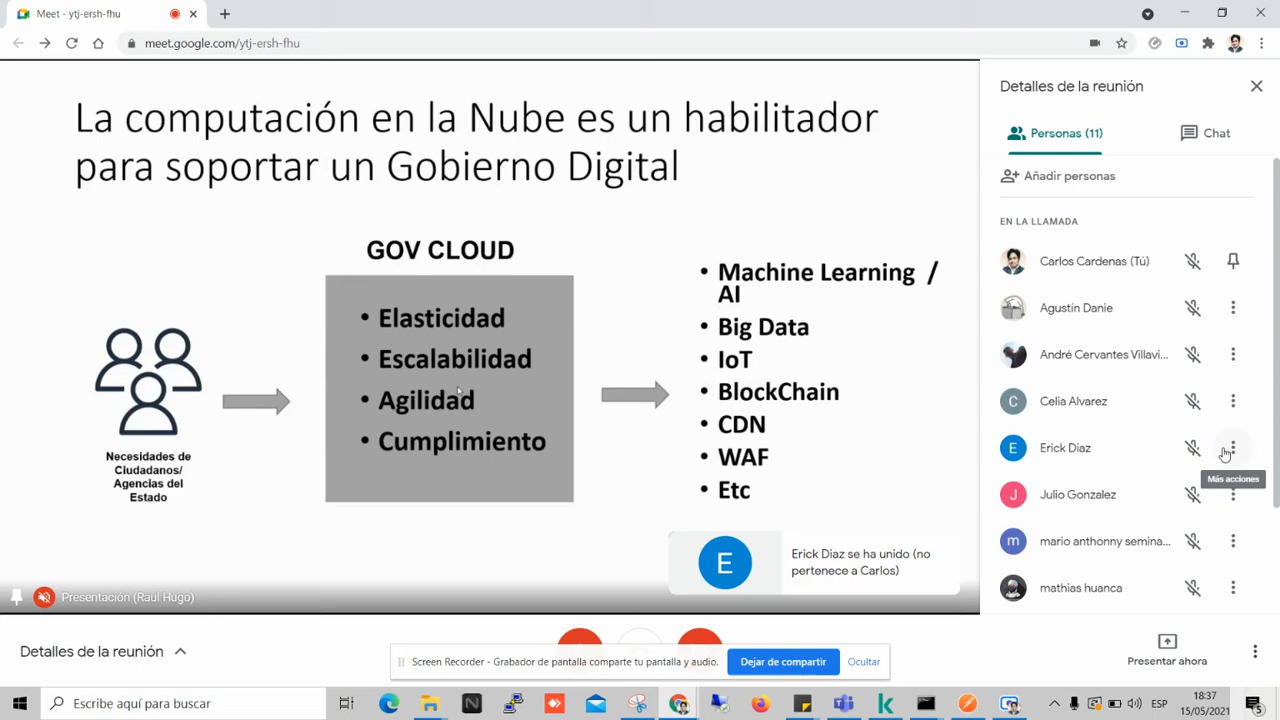 Meet - ytj-ersh-fhu
meet.google.com/ytj-ersh-fhu
La computación en la Nube es un habilitador
para soportar un Gobierno Digital
GOV CLOUD
• Elasticidad
• Escalabilidad
• Agilidad
• Cumplimiento
Necesidades de
Ciudadanos/
Agencias del
Estado
• Machine Learning /
AI
• Big Data
• IoT
• BlockChain
• CDN
• WAF
• Etc
E
Erick Diaz se ha unido (no
pertenece a Carlos)
Presentación (Raul Hugo)
Detalles de la reunión
Personas (11)
Chat
Añadir personas
EN LA LLAMADA
Carlos Cardenas (Tú)
Agustín Danie
André Cervantes Villavi...
C
Celia Alvarez
E
Erick Diaz
Más acciones
J
Julio Gonzalez
m
mario anthonny semina...
mathias huanca
Detalles de la reunión
Screen Recorder - Grabador de pantalla comparte tu pantalla y audio.
Dejar de compartir
Ocultar
Presentar ahora
Escribe aquí para buscar
ESP
18:37
15/05/2021
5